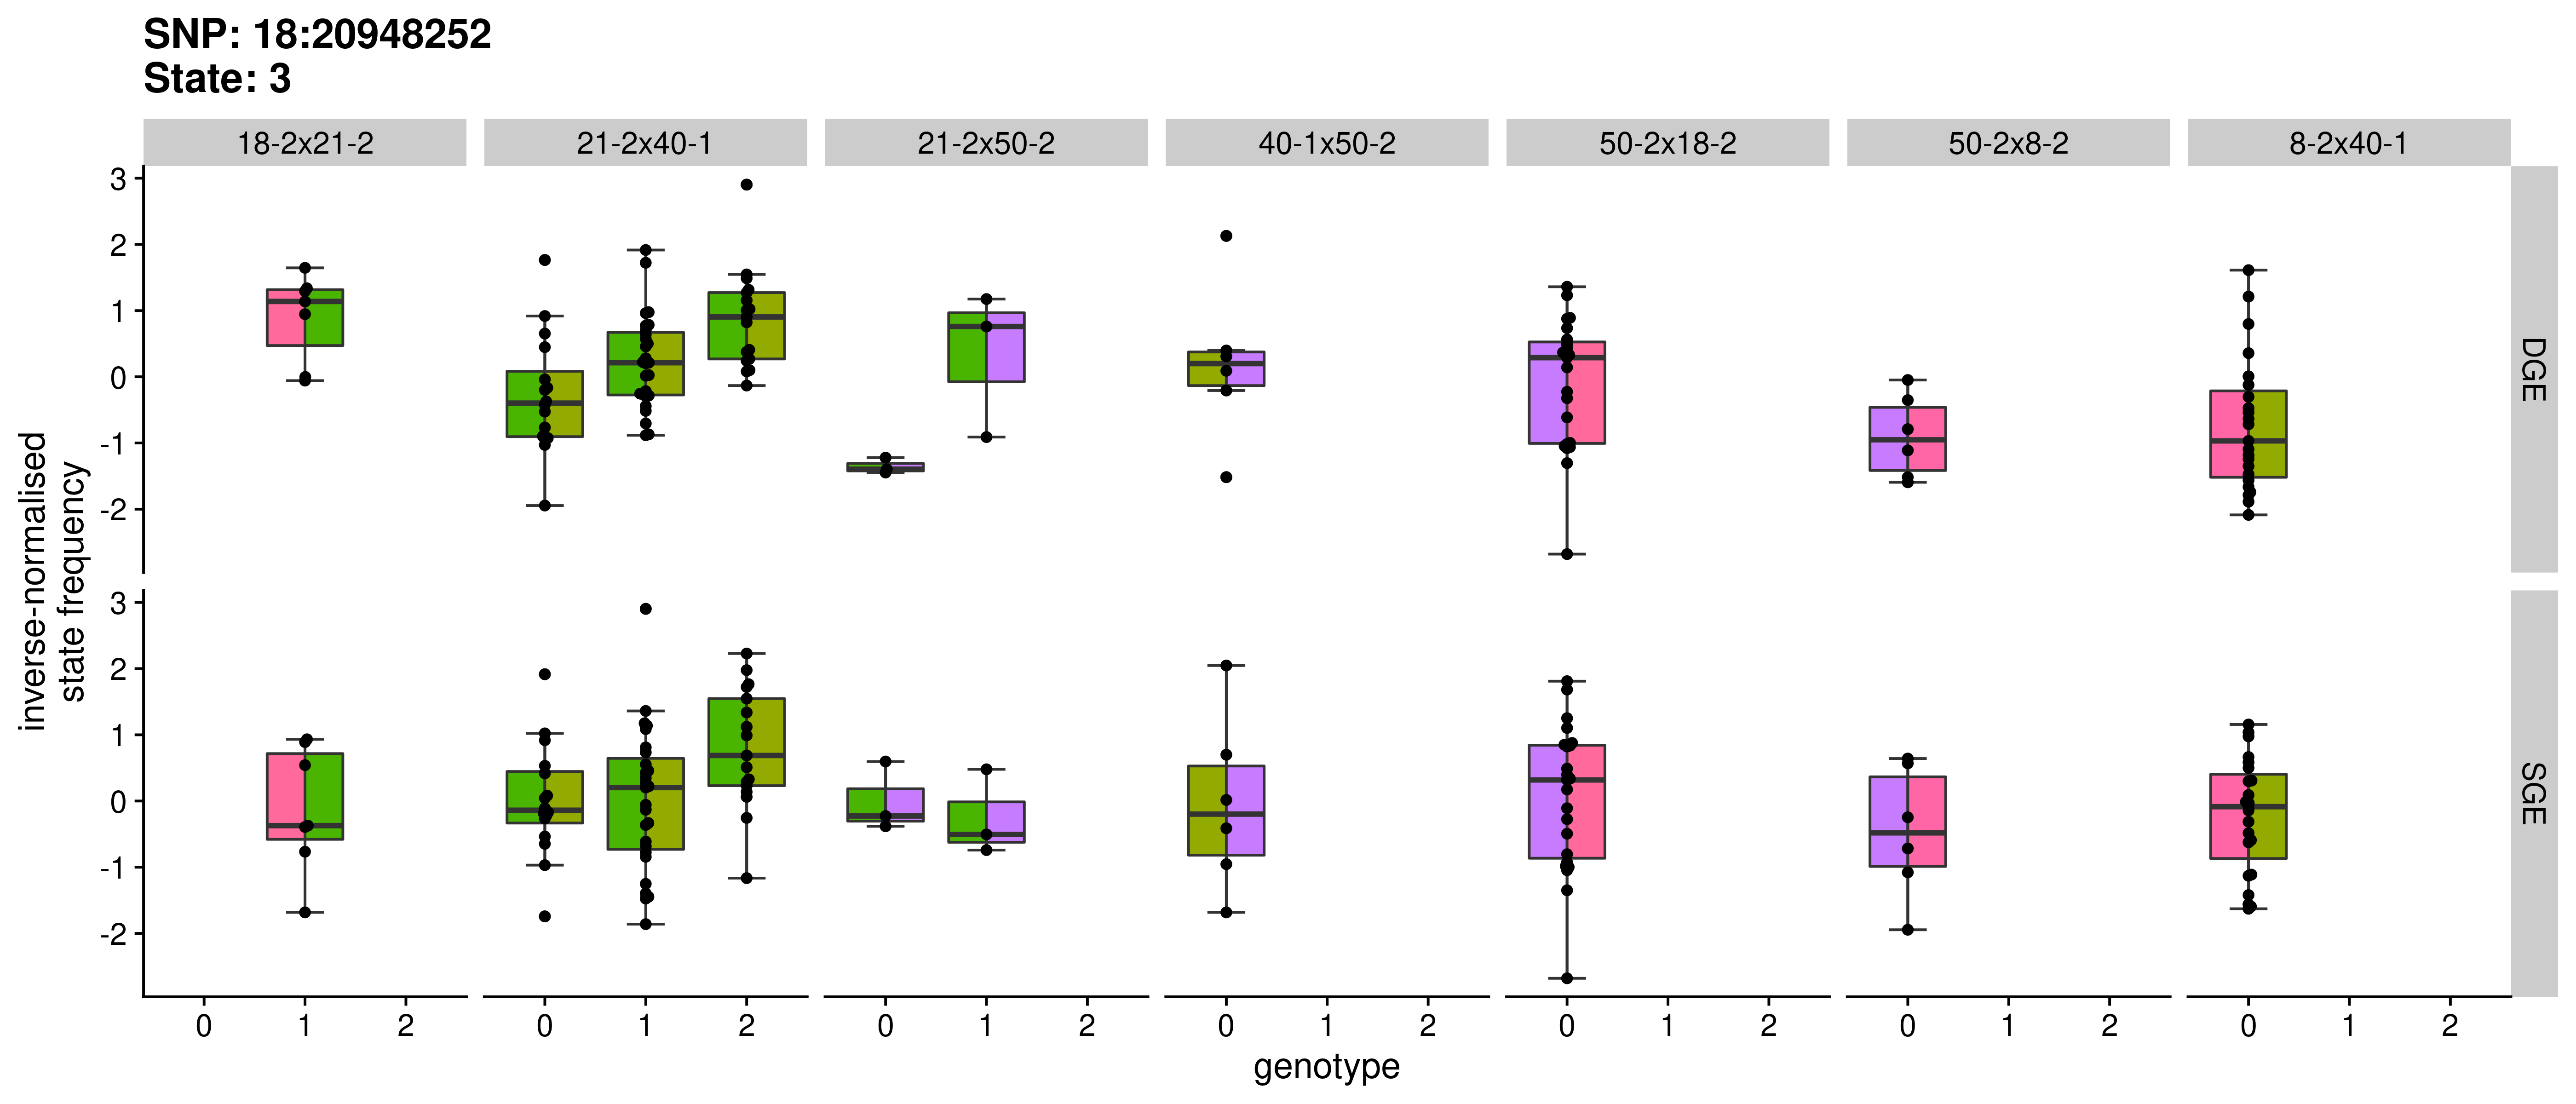 SNP: 18:20948252
State: 3
18-2x21-2 21-2x40-1 21-2x50-2 40-1x50-2 50-2x18-2 50-2x8-2 8-2x40-1
3
2
1
0
-1
-2
DGE
3
2
1
0
-1
-2
SGE
inverse-normalised
state frequency
0 1 2 0 1 2 0 1 2 0 1 2 0 1 2 0 1 2 0 1 2
genotype